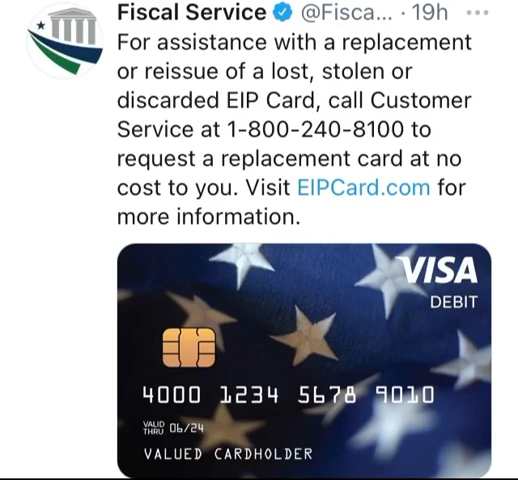 Fiscal Service @Fisca... · 19h
For assistance with a replacement
or reissue of a lost, stolen or
discarded EIP Card, call Customer
Service at 1-800-240-8100 to
request a replacement card at no
cost to you. Visit EIPCard.com for
more information.
VISA
DEBIT
4000 1234 5678 9010
VALID
THRU 06/24
VALUED CARDHOLDER